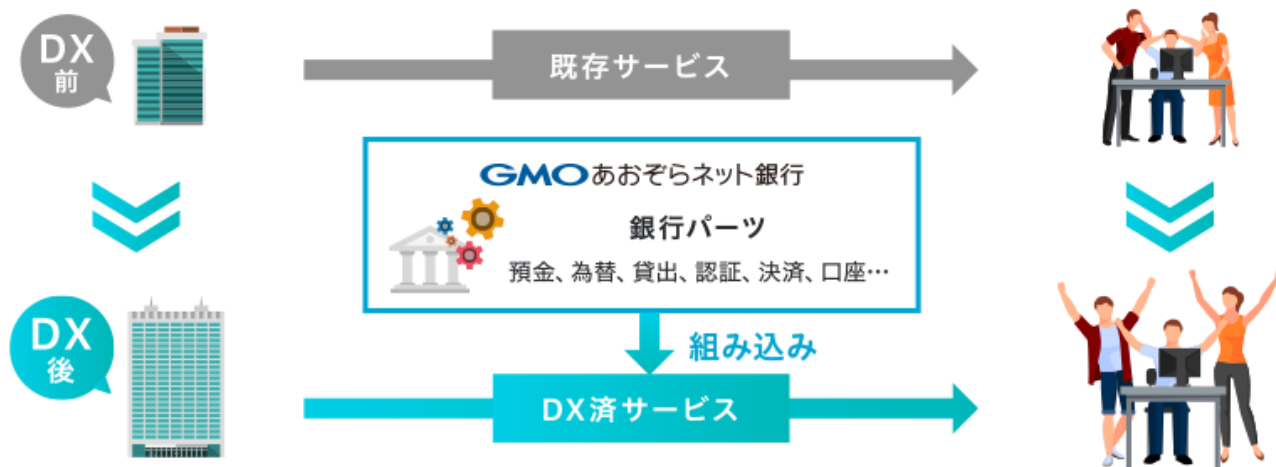 DX
前
既存サービス
GMOあおぞらネット銀行
銀行パーツ
預金、為替、貸出、認証、決済、口座…
組み込み
DX
後
DX済サービス